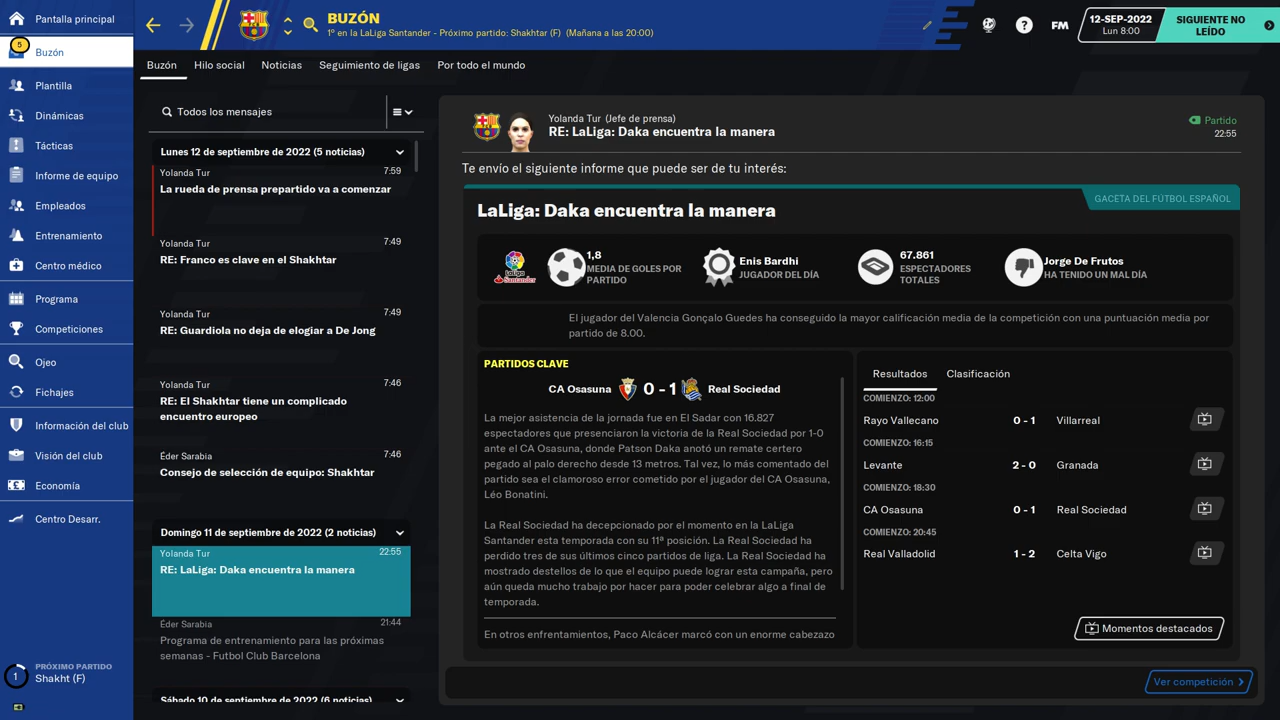 Pantalla principal
5
Buzón
Plantilla
Dinámicas
Tácticas
Informe de equipo
Empleados
Entrenamiento
Centro médico
Programa
Competiciones
Ojeo
Fichajes
Información del club
Visión del club
Economía
Centro Desarr.
1
PRÓXIMO PARTIDO
Shakht (F)
BUZÓN
1º en la LaLiga Santander - Próximo partido: Shakhtar (F) (Mañana a las 20:00)
?
FM
12-SEP-2022
Lun 8:00
SIGUIENTE NO
LEÍDO
Buzón
Hilo social
Noticias
Seguimiento de ligas
Por todo el mundo
Todos los mensajes
Lunes 12 de septiembre de 2022 (5 noticias)
Yolanda Tur
7:59
La rueda de prensa prepartido va a comenzar
Yolanda Tur
7:49
RE: Franco es clave en el Shakhtar
Yolanda Tur
7:49
RE: Guardiola no deja de elogiar a De Jong
Yolanda Tur
7:46
RE: El Shakhtar tiene un complicado
encuentro europeo
Éder Sarabia
7:46
Consejo de selección de equipo: Shakhtar
Domingo 11 de septiembre de 2022 (2 noticias)
Yolanda Tur
22:55
RE: LaLiga: Daka encuentra la manera
Éder Sarabia
21:44
Programa de entrenamiento para las próximas
semanas - Futbol Club Barcelona
Sábado 10 de septiembre de 2022 (6 noticias)
Yolanda Tur (Jefe de prensa)
RE: LaLiga: Daka encuentra la manera
Partido
22:55
Te envío el siguiente informe que puede ser de tu interés:
GACETA DEL FÚTBOL ESPAÑOL
LaLiga: Daka encuentra la manera
LaLiga
Santander
1,8
MEDIA DE GOLES POR
PARTIDO
Enis Bardhi
JUGADOR DEL DÍA
67.861
ESPECTADORES
TOTALES
Jorge De Frutos
HA TENIDO UN MAL DÍA
El jugador del Valencia Gonçalo Guedes ha conseguido la mayor calificación media de la competición con una puntuación media por
partido de 8.00.
PARTIDOS CLAVE
CA Osasuna 0 - 1 Real Sociedad
La mejor asistencia de la jornada fue en El Sadar con 16.827
espectadores que presenciaron la victoria de la Real Sociedad por 1-0
ante el CA Osasuna, donde Patson Daka anotó un remate certero
pegado al palo derecho desde 13 metros. Tal vez, lo más comentado del
partido sea el clamoroso error cometido por el jugador del CA Osasuna,
Léo Bonatini.
La Real Sociedad ha decepcionado por el momento en la LaLiga
Santander esta temporada con su 11ª posición. La Real Sociedad ha
perdido tres de sus últimos cinco partidos de liga. La Real Sociedad ha
mostrado destellos de lo que el equipo puede lograr esta campaña, pero
aún queda mucho trabajo por hacer para poder celebrar algo a final de
temporada.
En otros enfrentamientos, Paco Alcácer marcó con un enorme cabezazo
Resultados
Clasificación
COMIENZO: 12:00
Rayo Vallecano 0 - 1 Villarreal
COMIENZO: 16:15
Levante 2 - 0 Granada
COMIENZO: 18:30
CA Osasuna 0 - 1 Real Sociedad
COMIENZO: 20:45
Real Valladolid 1 - 2 Celta Vigo
Momentos destacados
Ver competición